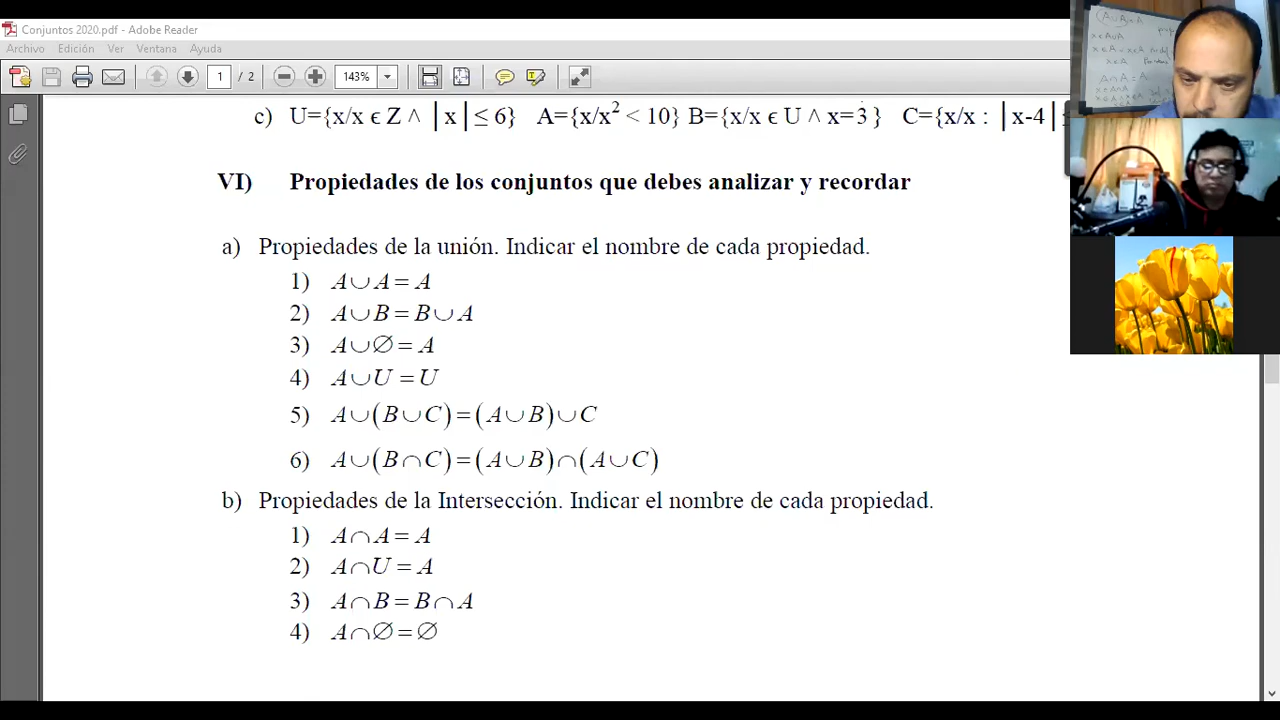 Conjuntos 2020.pdf - Adobe Reader
Archivo Edición Ver Ventana Ayuda
1 / 2 143%
c) U={x/x ϵ Z ∧ │x│≤ 6} A={x/x² < 10} B={x/x ϵ U ∧ x=3̇ } C={x/x : │x-4│≤
VI) Propiedades de los conjuntos que debes analizar y recordar
a) Propiedades de la unión. Indicar el nombre de cada propiedad.
1) A∪A = A
2) A∪B = B∪A
3) A∪∅ = A
4) A∪U = U
5) A∪(B∪C)=(A∪B)∪C
6) A∪(B∩C)=(A∪B)∩(A∪C)
b) Propiedades de la Intersección. Indicar el nombre de cada propiedad.
1) A∩A = A
2) A∩U = A
3) A∩B = B∩A
4) A∩∅ = ∅
A∩A = A